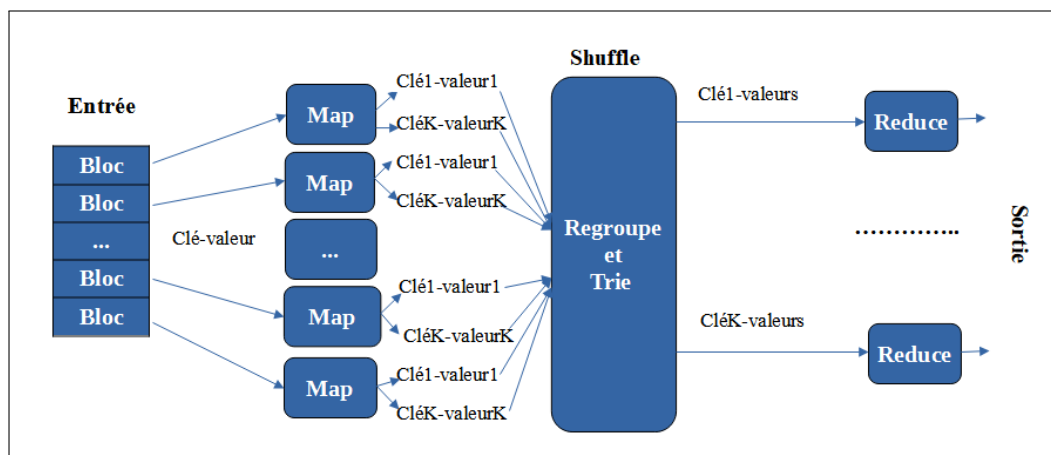 Entrée
Bloc
Bloc
...
Bloc
Bloc
Clé-valeur
Map
Map
...
Map
Map
Clé1-valeur1
CléK-valeurK
Clé1-valeur1
CléK-valeurK
Clé1-valeur1
CléK-valeurK
Clé1-valeur1
CléK-valeurK
Shuffle
Regroupe
et
Trie
Clé1-valeurs
CléK-valeurs
Reduce
.............
Reduce
Sortie